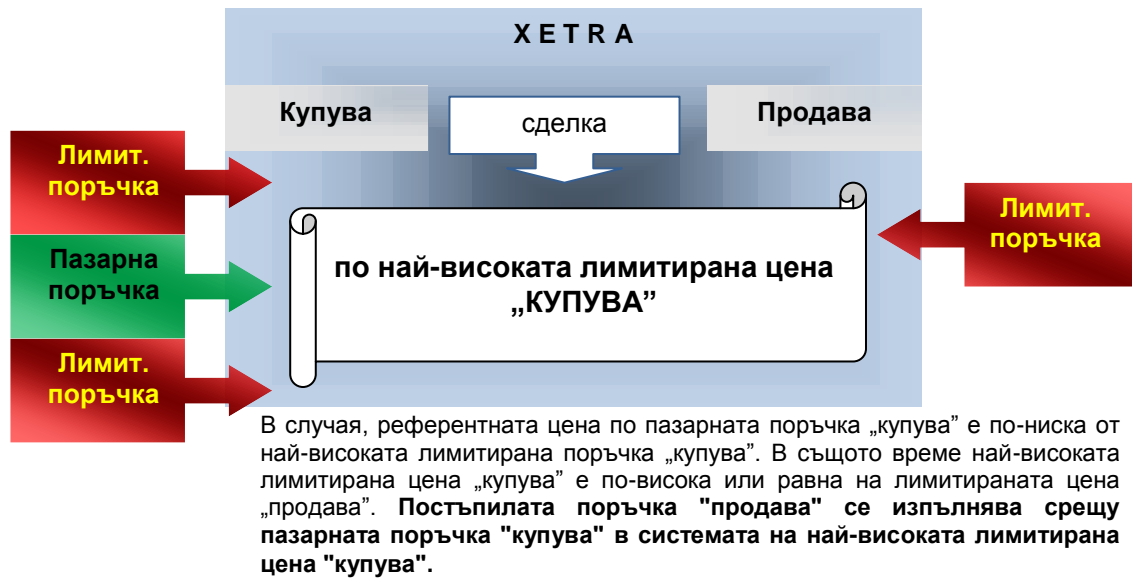 X E T R A
Купува
сделка
Продава
Лимит.
поръчка
Пазарна
поръчка
Лимит.
поръчка
по най-високата лимитирана цена
„КУПУВА”
Лимит.
поръчка
В случая, референтната цена по пазарната поръчка „купува” е по-ниска от
най-високата лимитирана поръчка „купува”. В същото време най-високата
лимитирана цена „купува” е по-висока или равна на лимитираната цена
„продава”. Постъпилата поръчка "продава" се изпълнява срещу
пазарната поръчка "купува" в системата на най-високата лимитирана
цена "купува".